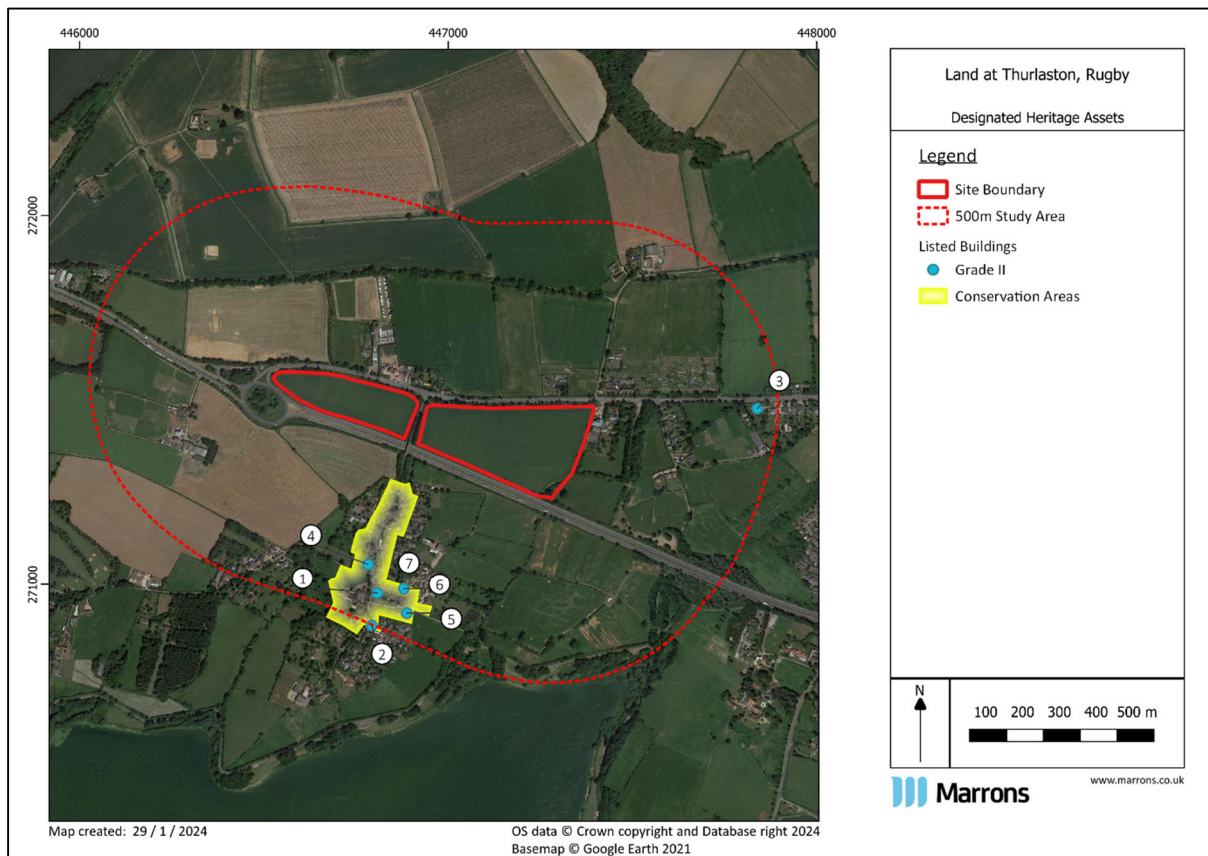 446000
447000
448000
272000
271000
3
4
7
1
6
5
2
Map created: 29 / 1 / 2024
OS data © Crown copyright and Database right 2024
Basemap © Google Earth 2021
Land at Thurlaston, Rugby
Designated Heritage Assets
Legend
Site Boundary
500m Study Area
Listed Buildings
Grade II
Conservation Areas
N
100 200 300 400 500 m
Marrons
www.marrons.co.uk